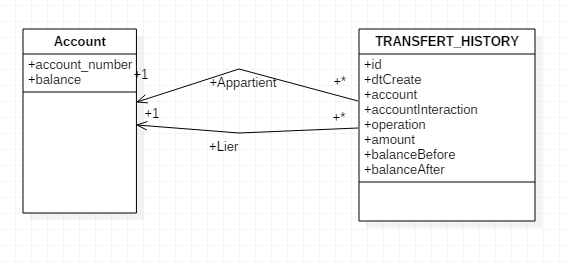 Account
+account_number
+balance
+1
+Appartient
+*
+1
+*
+Lier
TRANSFERT_HISTORY
+id
+dtCreate
+account
+accountInteraction
+operation
+amount
+balanceBefore
+balanceAfter